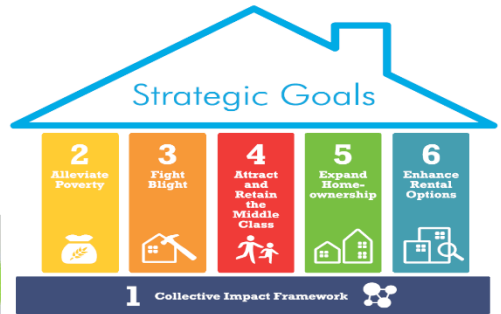 Strategic Goals
2
Alleviate
Poverty
3
Fight
Blight
4
Attract
and
Retain
the
Middle
Class
5
Expand
Home-
ownership
6
Enhance
Rental
Options
1 Collective Impact Framework